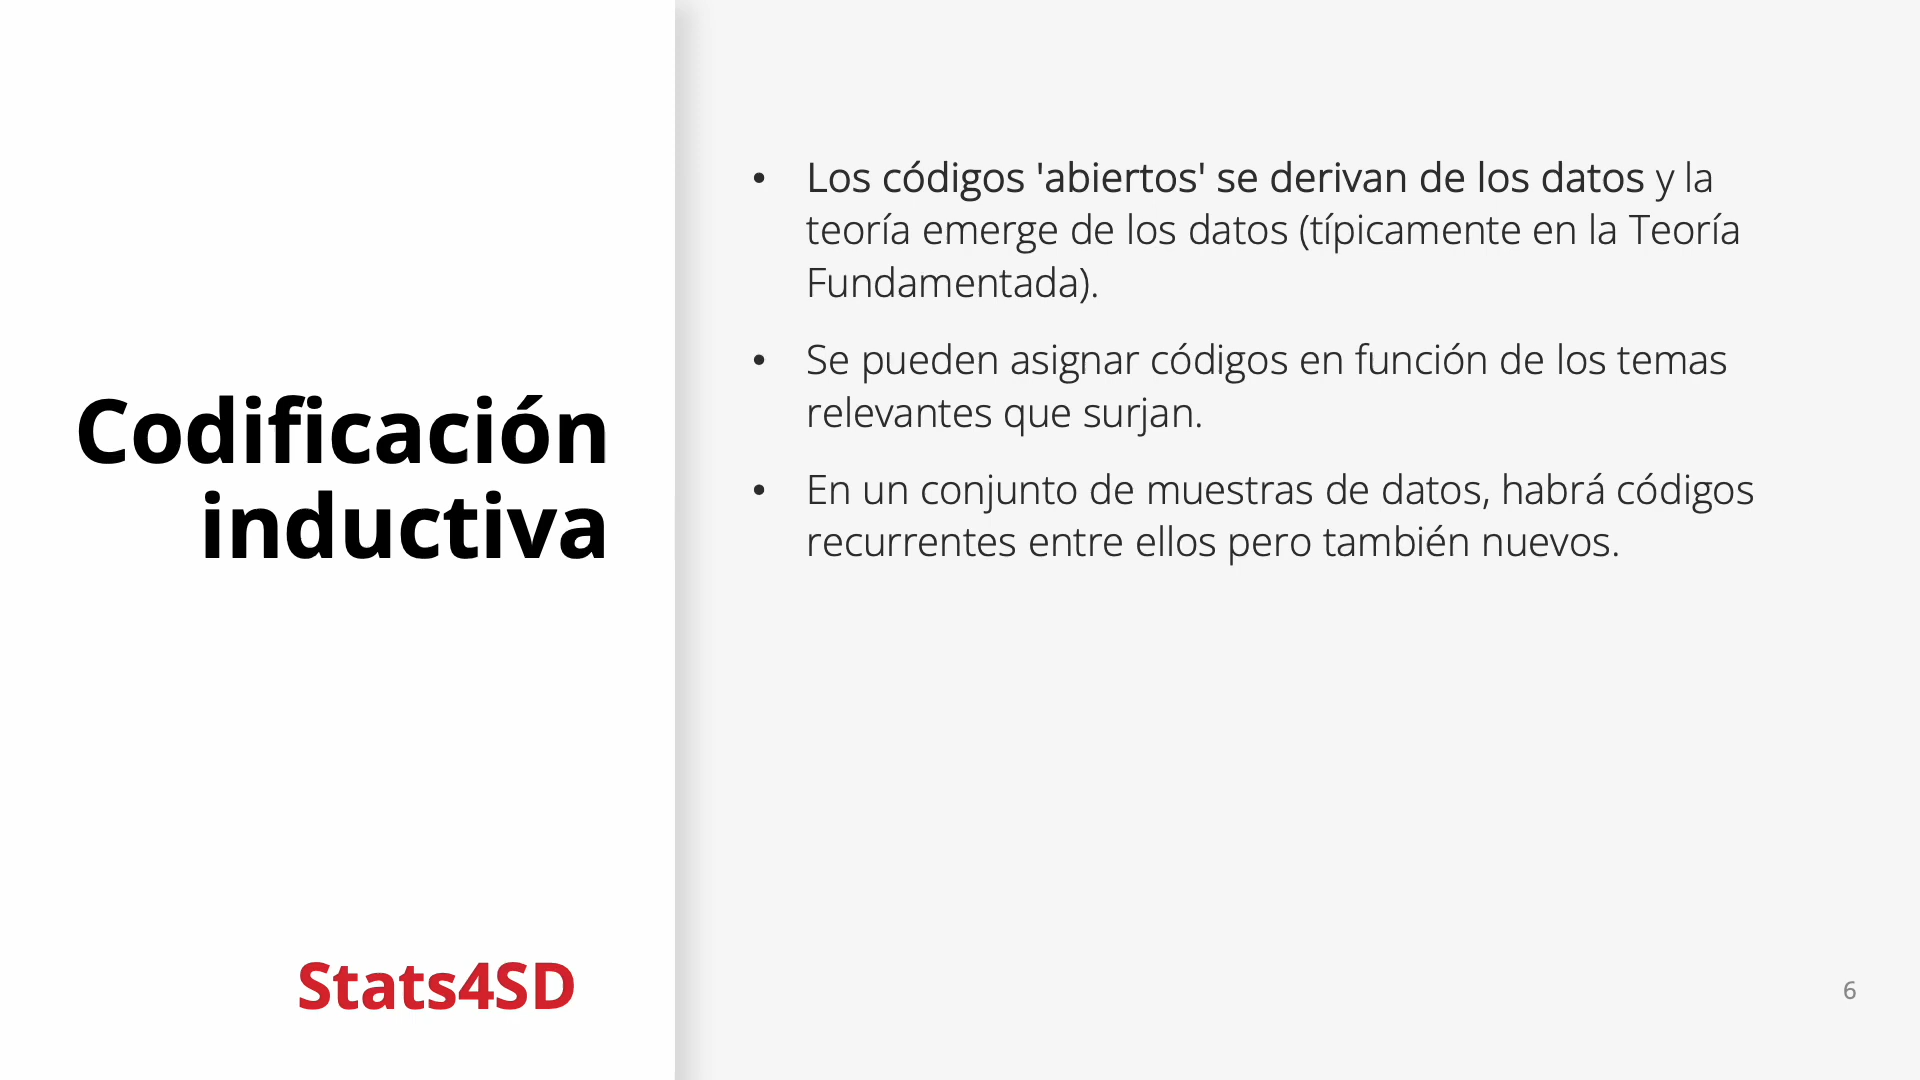 Codificación
inductiva
• Los códigos 'abiertos' se derivan de los datos y la
teoría emerge de los datos (típicamente en la Teoría
Fundamentada).
• Se pueden asignar códigos en función de los temas
relevantes que surjan.
• En un conjunto de muestras de datos, habrá códigos
recurrentes entre ellos pero también nuevos.
Stats4SD
6